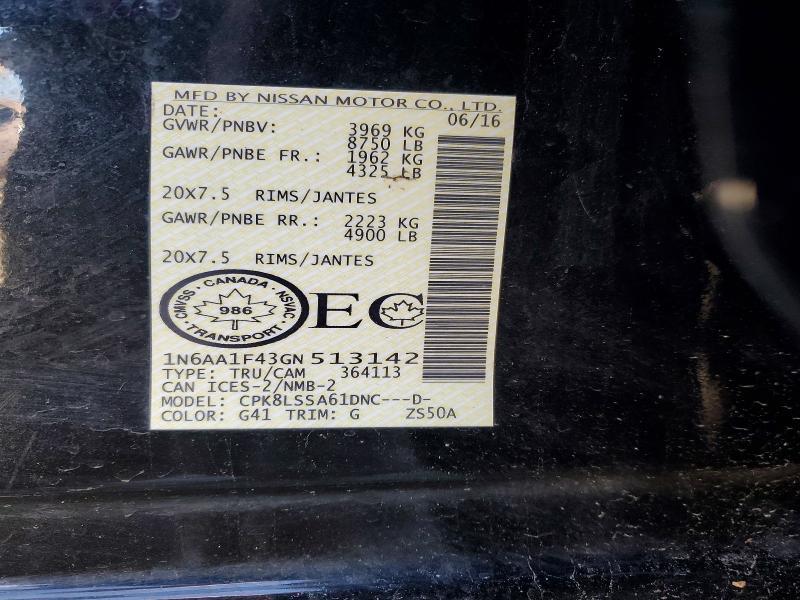 MFD BY NISSAN MOTOR CO., LTD.
DATE: 06/16
GVWR/PNBV: 3969 KG
8750 LB
GAWR/PNBE FR.: 1962 KG
4325 LB
20X7.5 RIMS/JANTES
GAWR/PNBE RR.: 2223 KG
4900 LB
20X7.5 RIMS/JANTES
CMVSS · CANADA · NSVAC
986
· TRANSPORT ·
EC
1N6AA1F43GN513142
TYPE: TRU/CAM 364113
CAN ICES-2/NMB-2
MODEL: CPK8LSSA61DNC---D-
COLOR: G41 TRIM: G ZS50A